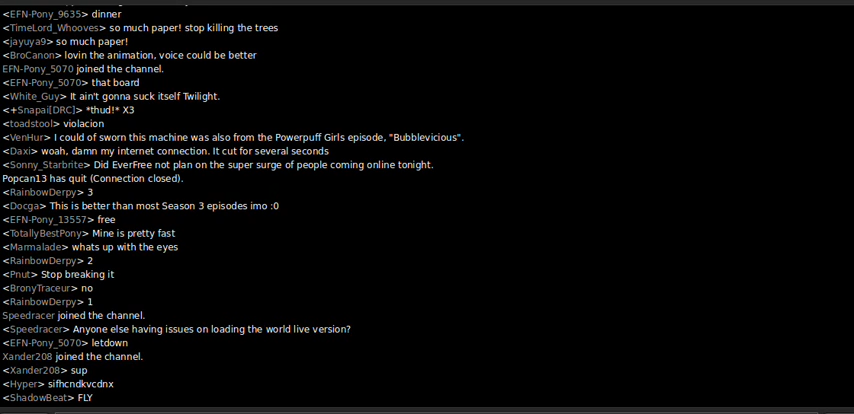 <EFN-Pony_9635> dinner
<TimeLord_Whooves> so much paper! stop killing the trees
<jayuya9> so much paper!
<BroCanon> lovin the animation, voice could be better
EFN-Pony_5070 joined the channel.
<EFN-Pony_5070> that board
<White_Guy> It ain't gonna suck itself Twilight.
<+Snapai[DRC]> *thud!* X3
<toadstool> violacion
<VenHur> I could of sworn this machine was also from the Powerpuff Girls episode, "Bubblevicious".
<Daxi> woah, damn my internet connection. It cut for several seconds
<Sonny_Starbrite> Did EverFree not plan on the super surge of people coming online tonight.
Popcan13 has quit (Connection closed).
<RainbowDerpy> 3
<Docga> This is better than most Season 3 episodes imo :0
<EFN-Pony_13557> free
<TotallyBestPony> Mine is pretty fast
<Marmalade> whats up with the eyes
<RainbowDerpy> 2
<Pnut> Stop breaking it
<BronyTraceur> no
<RainbowDerpy> 1
Speedracer joined the channel.
<Speedracer> Anyone else having issues on loading the world live version?
<EFN-Pony_5070> letdown
Xander208 joined the channel.
<Xander208> sup
<Hyper> sifhcndkvcdnx
<ShadowBeat> FLY